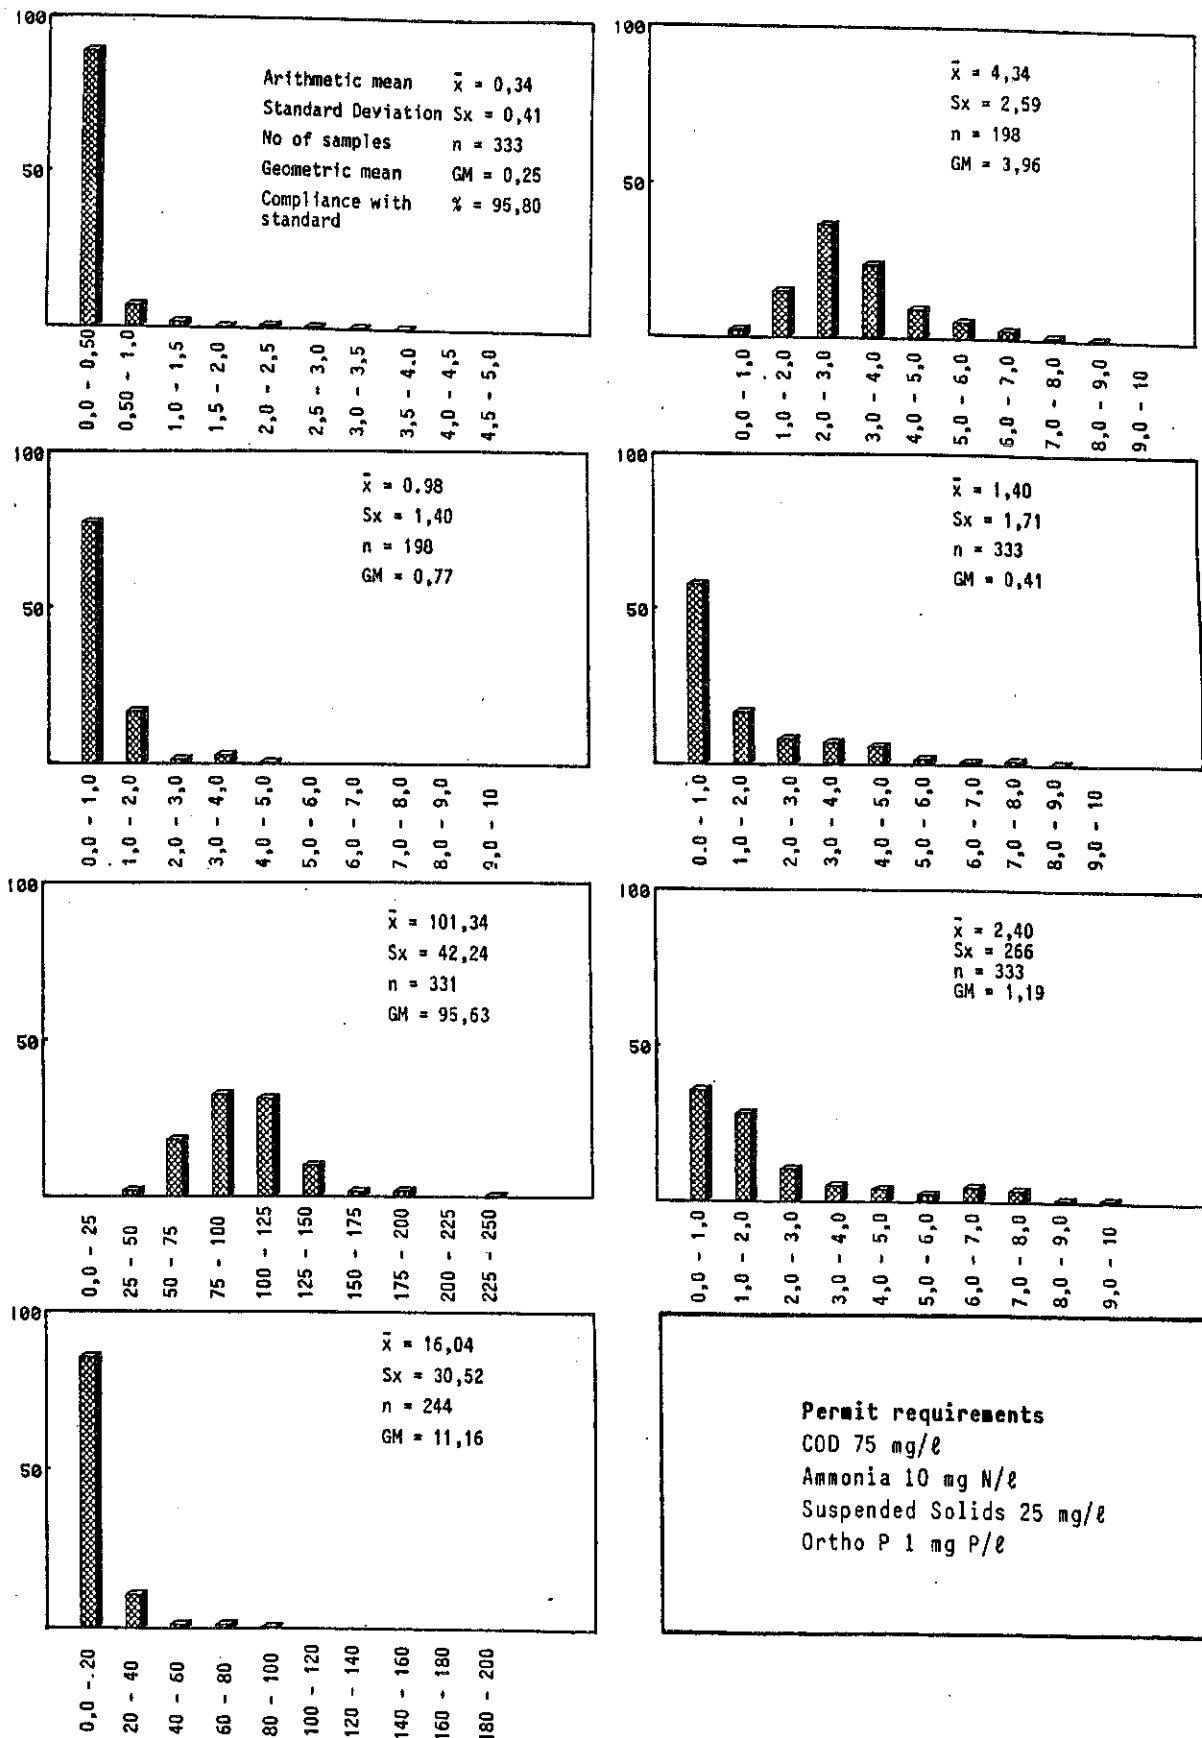 100
50
Arithmetic mean x̄ = 0,34
Standard Deviation Sx = 0,41
No of samples n = 333
Geometric mean GM = 0,25
Compliance with % = 95,80
standard
0,0 - 0,50
0,50 - 1,0
1,0 - 1,5
1,5 - 2,0
2,0 - 2,5
2,5 - 3,0
3,0 - 3,5
3,5 - 4.0
4,0 - 4,5
4,5 - 5,0
100
50
x̄ = 4,34
Sx = 2,59
n = 198
GM = 3,96
0,0 - 1,0
1,0 - 2,0
2,0 - 3,0
3,0 - 4,0
4,0 - 5,0
5,0 - 6,0
6,0 - 7,0
7,0 - 8,0
8,0 - 9,0
9,0 - 10
100
50
x̄ = 0.98
Sx = 1,40
n = 198
GM = 0,77
0,0 - 1,0
1,0 - 2,0
2,0 - 3,0
3,0 - 4,0
4,0 - 5,0
5,0 - 6,0
6,0 - 7,0
7,0 - 8,0
8,0 - 9,0
9,0 - 10
100
50
x̄ = 1,40
Sx = 1,71
n = 333
GM = 0,41
0.0 - 1,0
1,0 - 2,0
2,0 - 3,0
3,0 - 4,0
4,0 - 5,0
5,0 - 6,0
6,0 - 7,0
7,0 - 8,0
8,0 - 9,0
9,0 - 10
100
50
x̄ = 101,34
Sx = 42,24
n = 331
GM = 95,63
0,0 - 25
25 - 50
50 - 75
75 - 100
100 - 125
125 - 150
150 - 175
175 - 200
200 - 225
225 - 250
100
50
x̄ = 2,40
Sx = 266
n = 333
GM = 1,19
0,0 - 1,0
1,0 - 2,0
2,0 - 3,0
3,0 - 4,0
4,0 - 5,0
5,0 - 6,0
6,0 - 7,0
7,0 - 8,0
8,0 - 9,0
9,0 - 10
100
50
x̄ = 16,04
Sx = 30,52
n = 244
GM = 11,16
0,0 - 20
20 - 40
40 - 60
60 - 80
80 - 100
100 - 120
120 - 140
140 - 160
160 - 180
180 - 200
Permit requirements
COD 75 mg/ℓ
Ammonia 10 mg N/ℓ
Suspended Solids 25 mg/ℓ
Ortho P 1 mg P/ℓ